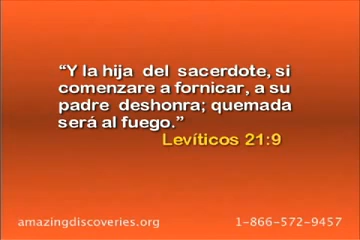 “Y la hija del sacerdote, si
comenzare a fornicar, a su
padre deshonra; quemada
será al fuego.”
Levíticos 21:9
amazingdiscoveries.org 1-866-572-9457